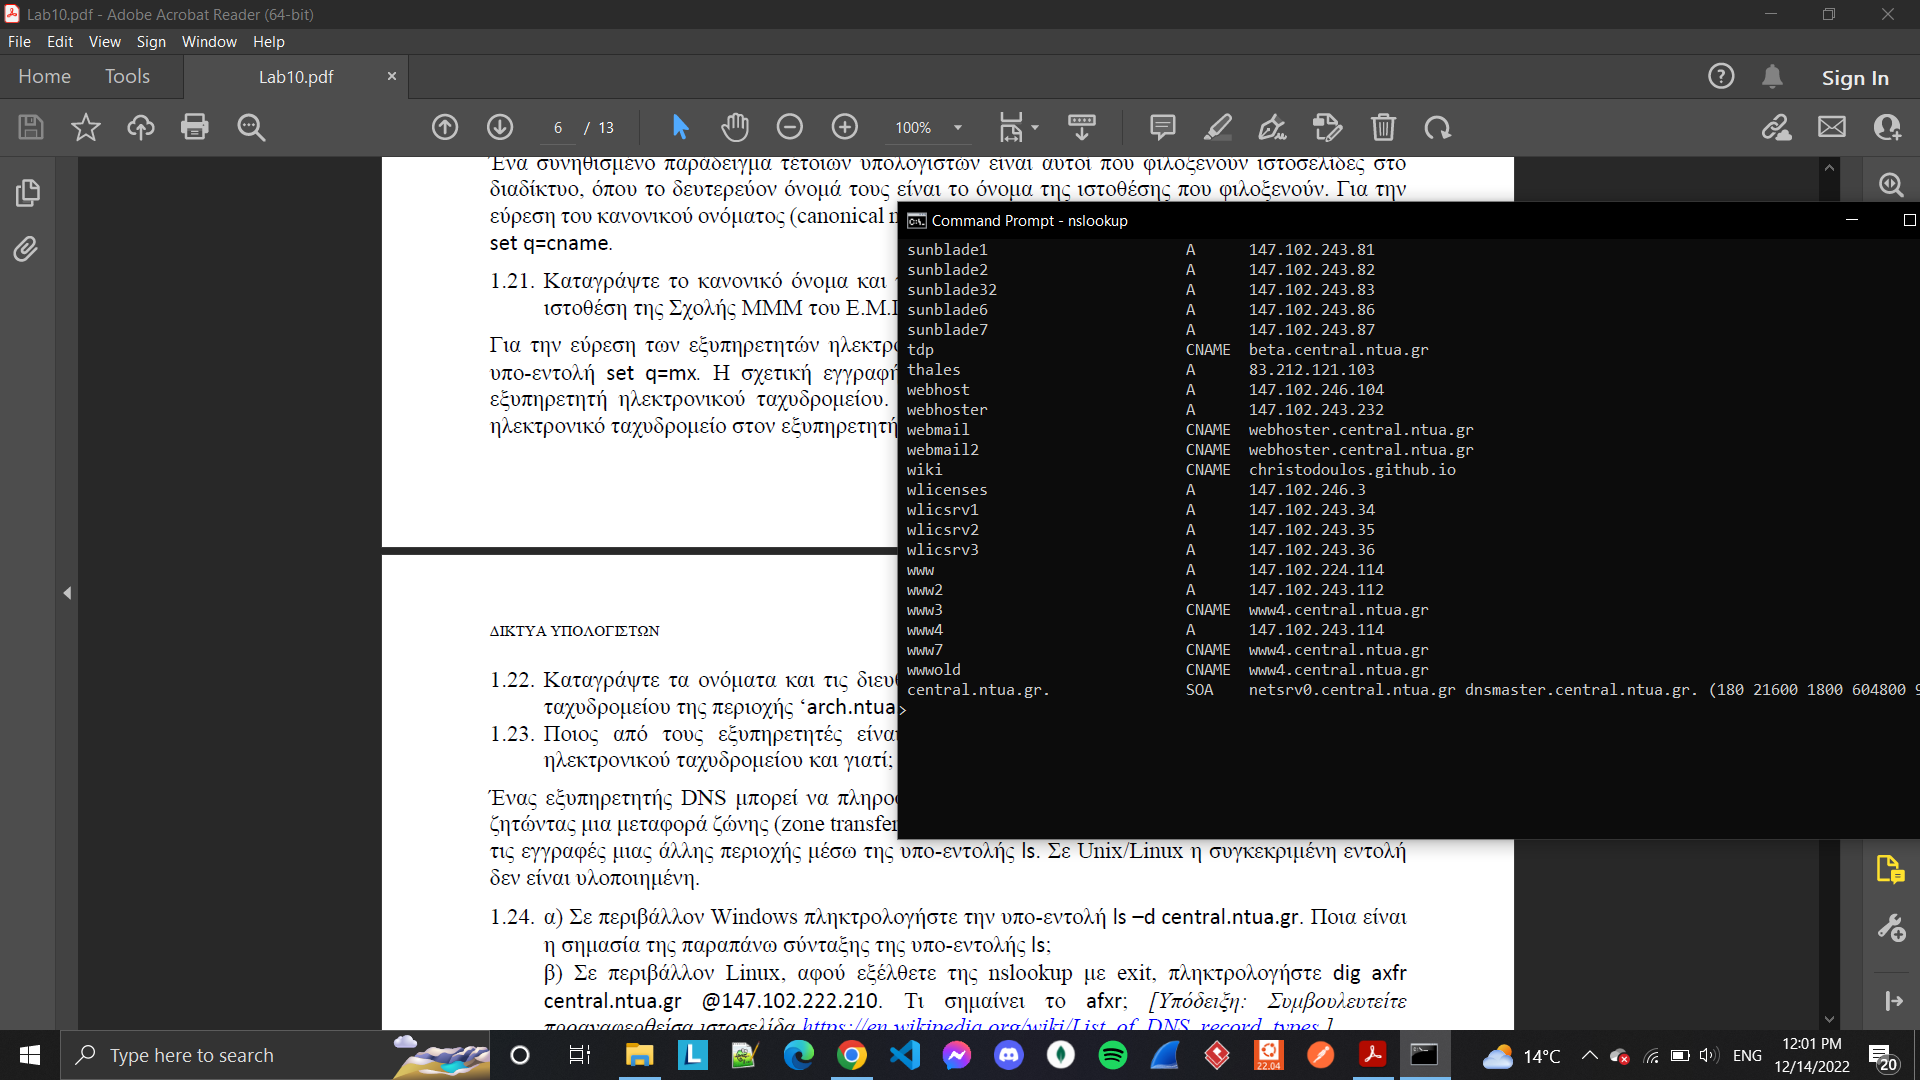 Lab10.pdf - Adobe Acrobat Reader (64-bit)
File Edit View Sign Window Help
Home Tools Lab10.pdf × Sign In
6 / 13 100%
Ένα συνηθισμένο παράδειγμα τέτοιων υπολογιστών είναι αυτοί που φιλοξενούν ιστοσελίδες στο
διαδίκτυο, όπου το δευτερεύον όνομά τους είναι το όνομα της ιστοθέσης που φιλοξενούν. Για την
εύρεση του κανονικού ονόματος (canonical
set q=cname.
1.21. Καταγράψτε το κανονικό όνομα και
ιστοθέση της Σχολής ΜΜΜ του Ε.Μ.Π
Για την εύρεση των εξυπηρετητών
υπο-εντολή set q=mx. Η σχετική εγγραφή
εξυπηρετητή ηλεκτρονικού ταχυδρομείου.
ηλεκτρονικό ταχυδρομείο στον εξυπηρετητή
ΔΙΚΤΥΑ ΥΠΟΛΟΓΙΣΤΩΝ
1.22. Καταγράψτε τα ονόματα και τις
ταχυδρομείου της περιοχής ‘arch.ntua
1.23. Ποιος από τους εξυπηρετητές είναι
ηλεκτρονικού ταχυδρομείου και γιατί;
Ένας εξυπηρετητής DNS μπορεί να
ζητώντας μια μεταφορά ζώνης (zone transfer
τις εγγραφές μιας άλλης περιοχής μέσω της υπο-εντολής ls. Σε Unix/Linux η συγκεκριμένη εντολή
δεν είναι υλοποιημένη.
1.24. α) Σε περιβάλλον Windows πληκτρολογήστε την υπο-εντολή ls –d central.ntua.gr. Ποια είναι
η σημασία της παραπάνω σύνταξης της υπο-εντολής ls;
β) Σε περιβάλλον Linux, αφού εξέλθετε της nslookup με exit, πληκτρολογήστε dig axfr
central.ntua.gr @147.102.222.210. Τι σημαίνει το afxr; [Υπόδειξη: Συμβουλευτείτε
προαναφερθείσα ιστοσελίδα https://en.wikipedia.org/wiki/List_of_DNS_record_types.]
Command Prompt - nslookup
sunblade1 A 147.102.243.81
sunblade2 A 147.102.243.82
sunblade32 A 147.102.243.83
sunblade6 A 147.102.243.86
sunblade7 A 147.102.243.87
tdp CNAME beta.central.ntua.gr
thales A 83.212.121.103
webhost A 147.102.246.104
webhoster A 147.102.243.232
webmail CNAME webhoster.central.ntua.gr
webmail2 CNAME webhoster.central.ntua.gr
wiki CNAME christodoulos.github.io
wlicenses A 147.102.246.3
wlicsrv1 A 147.102.243.34
wlicsrv2 A 147.102.243.35
wlicsrv3 A 147.102.243.36
www A 147.102.224.114
www2 A 147.102.243.112
www3 CNAME www4.central.ntua.gr
www4 A 147.102.243.114
www7 CNAME www4.central.ntua.gr
wwwold CNAME www4.central.ntua.gr
central.ntua.gr. SOA netsrv0.central.ntua.gr dnsmaster.central.ntua.gr. (180 21600 1800 604800 9
>
Type here to search
22.04
14°C ENG 12:01 PM
12/14/2022
20